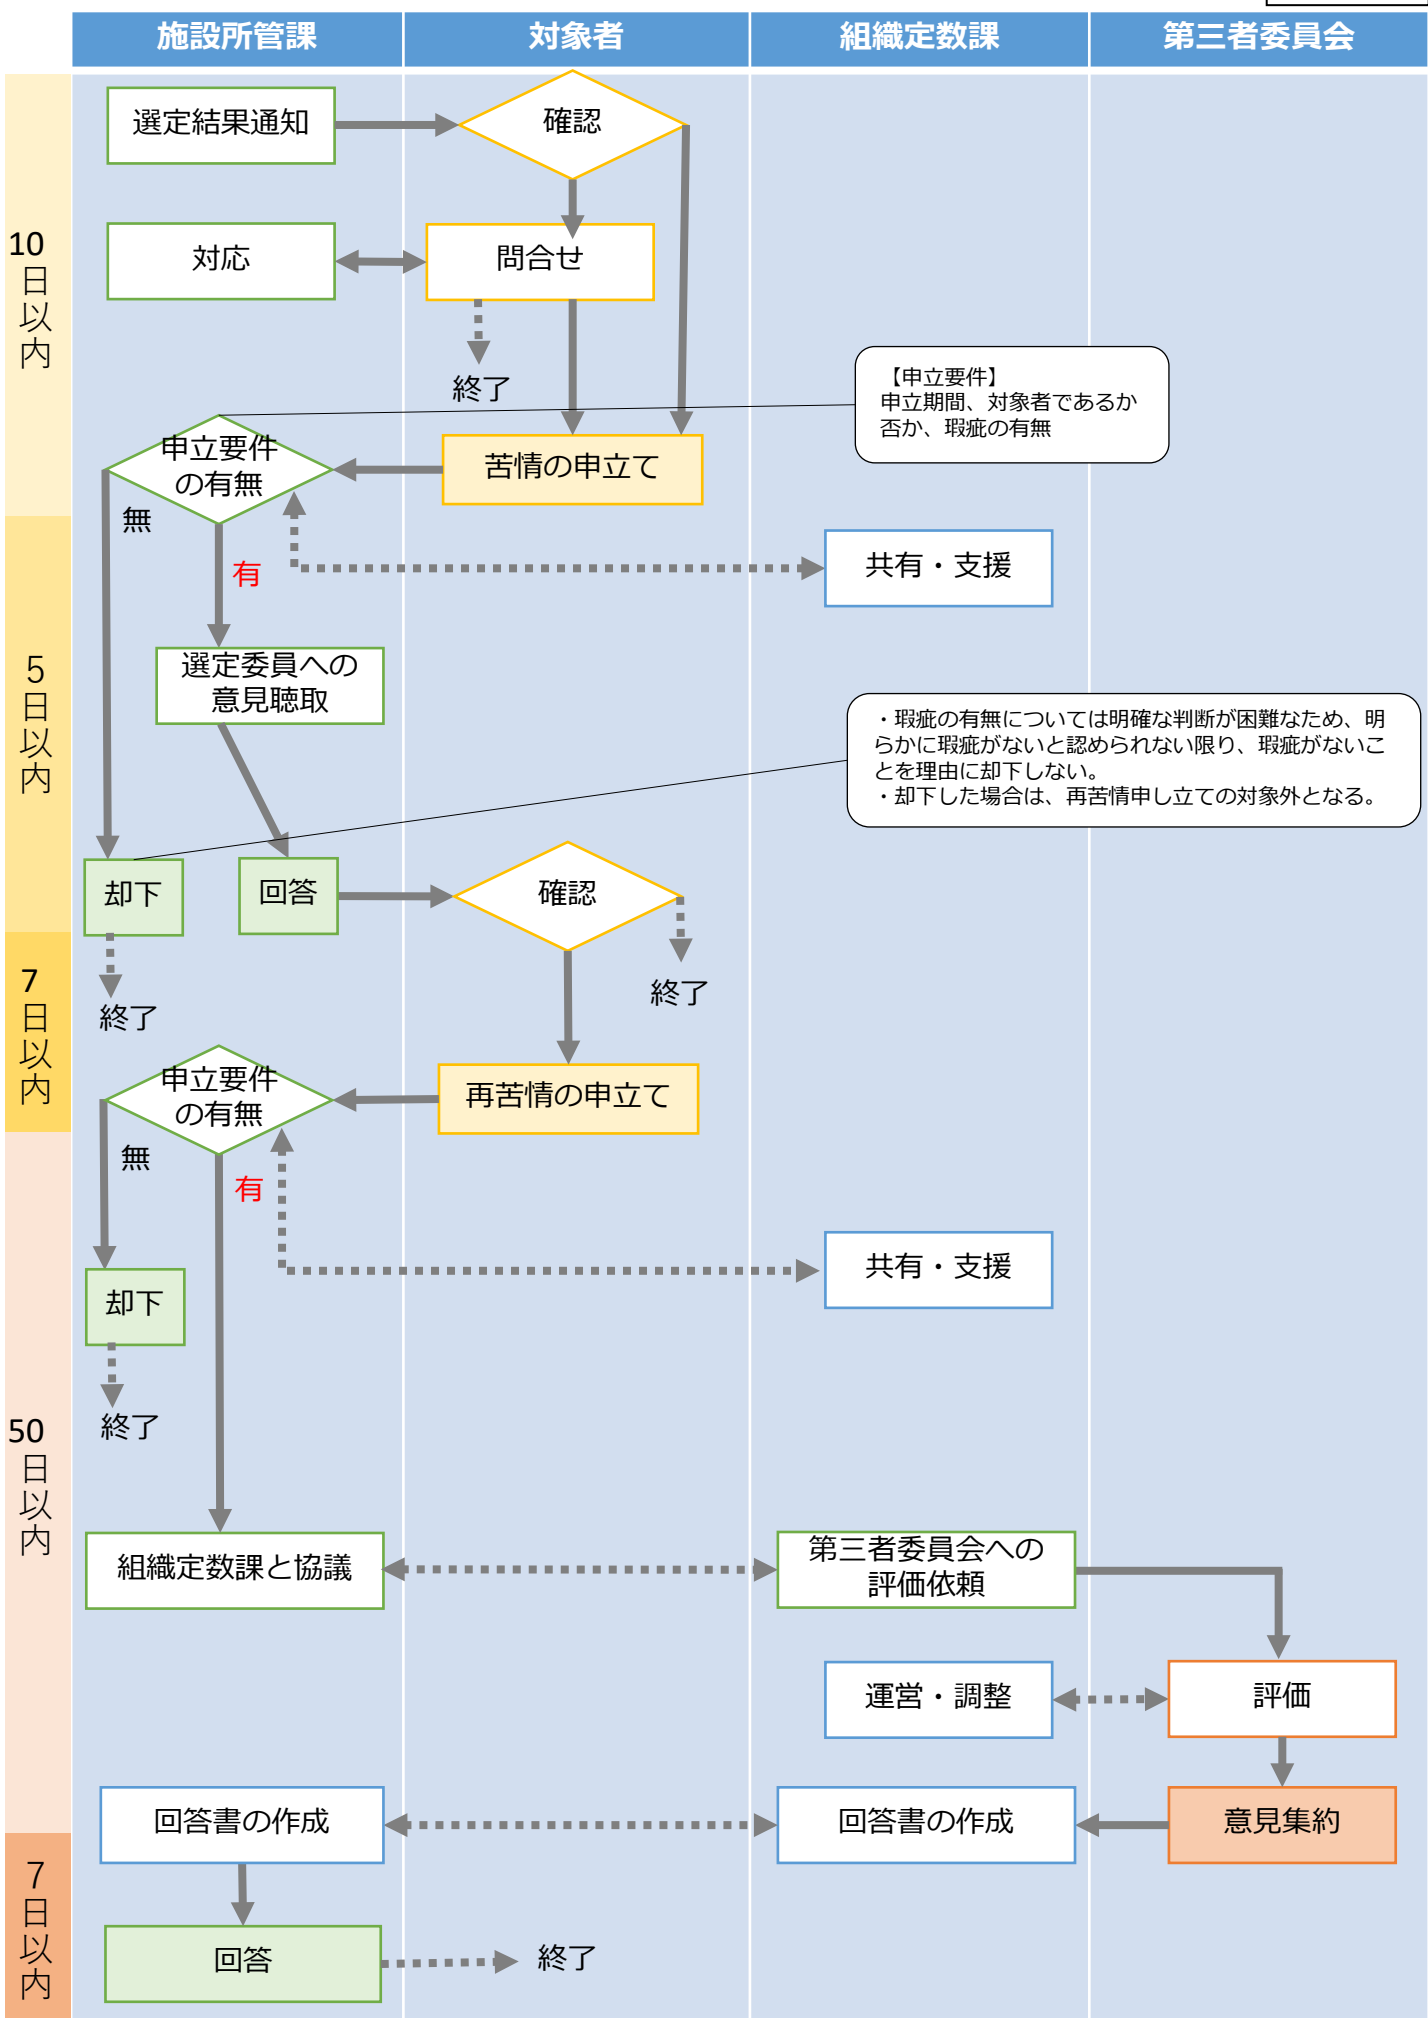 施設所管課
対象者
組織定数課
第三者委員会
10
日
以
内
選定結果通知
確認
対応
問合せ
終了
【申立要件】
申立期間、対象者であるか
否か、瑕疵の有無
申立要件
の有無
苦情の申立て
無
有
共有・支援
5
日
以
内
選定委員への
意見聴取
・瑕疵の有無については明確な判断が困難なため、明
らかに瑕疵がないと認められない限り、瑕疵がないこ
とを理由に却下しない。
・却下した場合は、再苦情申し立ての対象外となる。
却下
回答
確認
終了
終了
7
日
以
内
申立要件
の有無
再苦情の申立て
無
有
共有・支援
却下
終了
50
日
以
内
組織定数課と協議
第三者委員会への
評価依頼
運営・調整
評価
回答書の作成
回答書の作成
意見集約
7
日
以
内
回答
終了